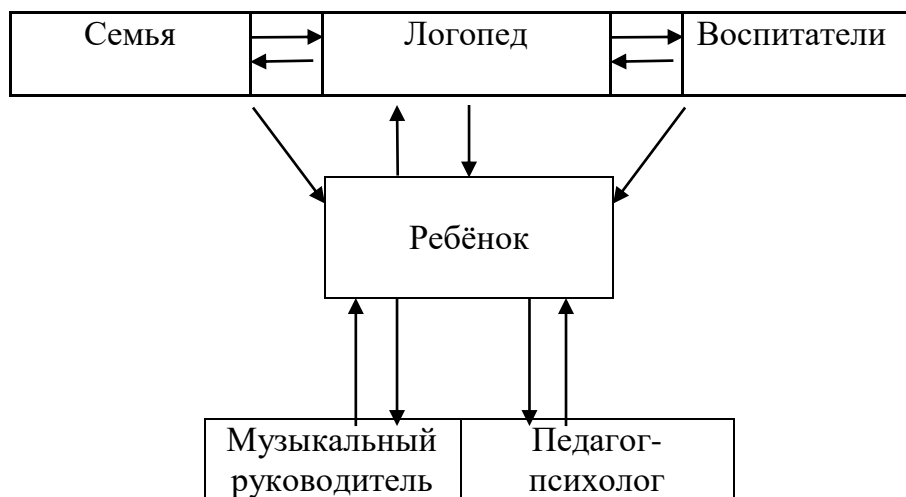 Семья
Логопед
Воспитатели
Ребёнок
Музыкальный
руководитель
Педагог-
психолог